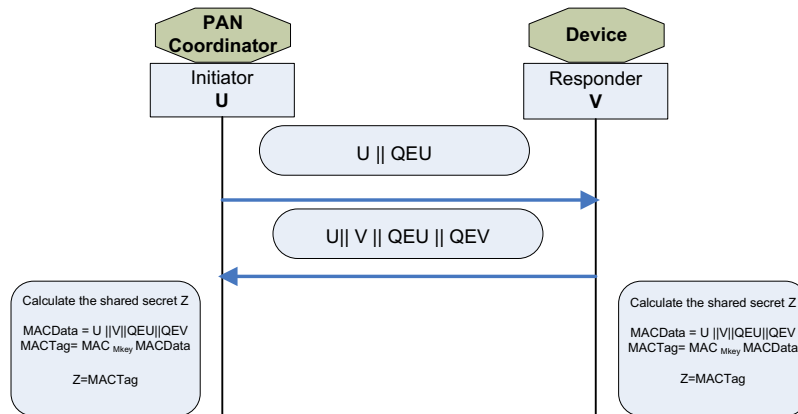 PAN
Coordinator
Device
Initiator
U
Responder
V
U || QEU
U|| V || QEU || QEV
Calculate the shared secret Z
MACData = U ||V||QEU||QEV
MACTag= MAC Mkey MACData
Z=MACTag
Calculate the shared secret Z
MACData = U ||V||QEU||QEV
MACTag= MAC Mkey MACData
Z=MACTag